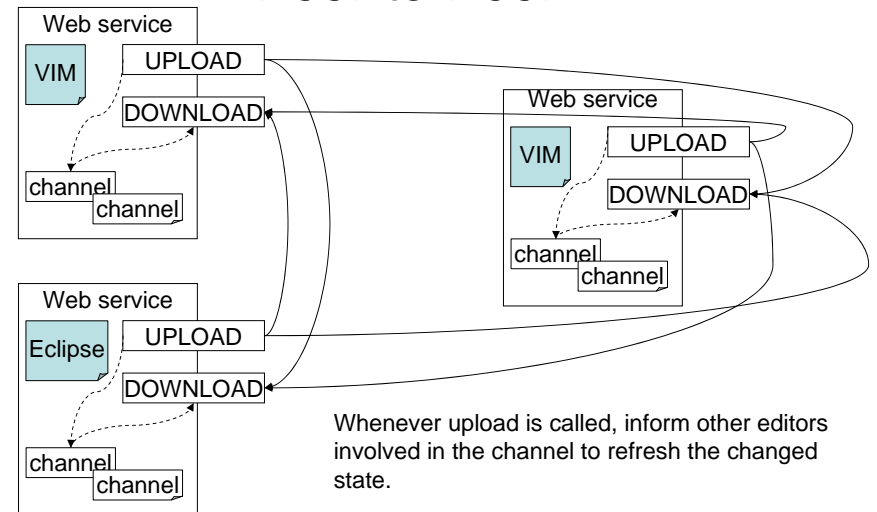 Web service
VIM
UPLOAD
DOWNLOAD
channel
channel
Web service
VIM
UPLOAD
DOWNLOAD
channel
channel
Web service
Eclipse
UPLOAD
DOWNLOAD
channel
channel
Whenever upload is called, inform other editors
involved in the channel to refresh the changed
state.